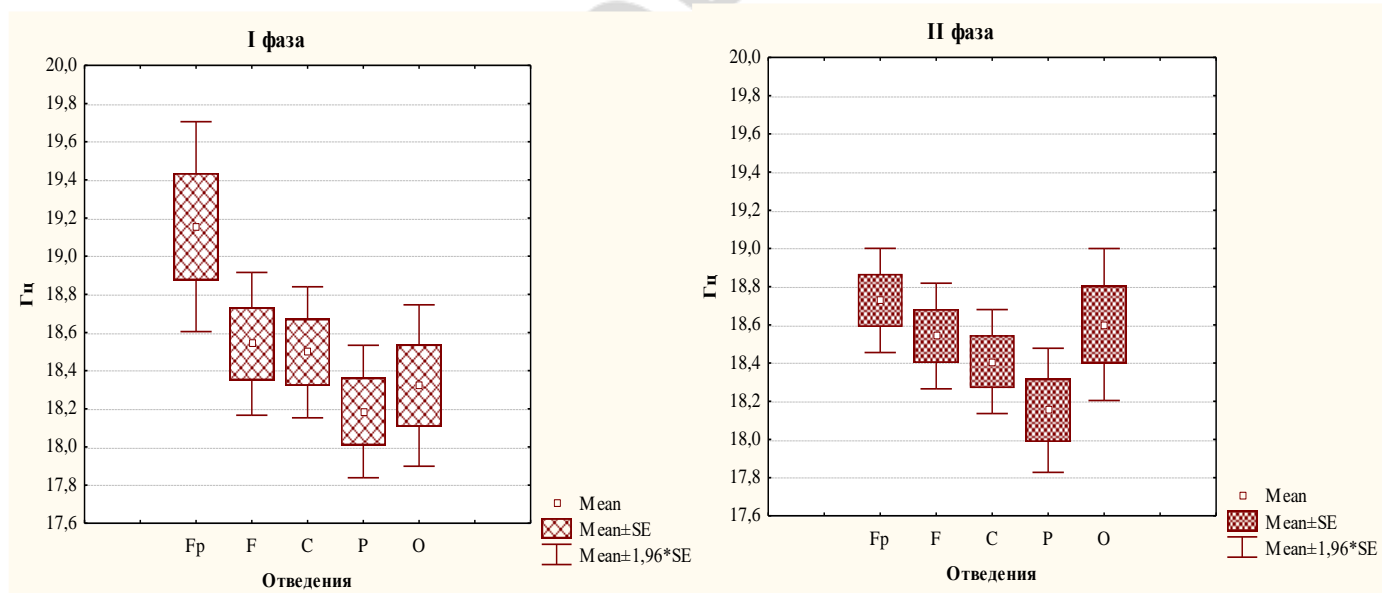 I фаза
20,0
19,8
19,6
19,4
19,2
19,0
18,8
18,6
18,4
18,2
18,0
17,8
17,6
Гц
Fp F C P O
Отведения
Mean
Mean±SE
Mean±1,96*SE
II фаза
20,0
19,8
19,6
19,4
19,2
19,0
18,8
18,6
18,4
18,2
18,0
17,8
17,6
Гц
Fp F C P O
Отведения
Mean
Mean±SE
Mean±1,96*SE